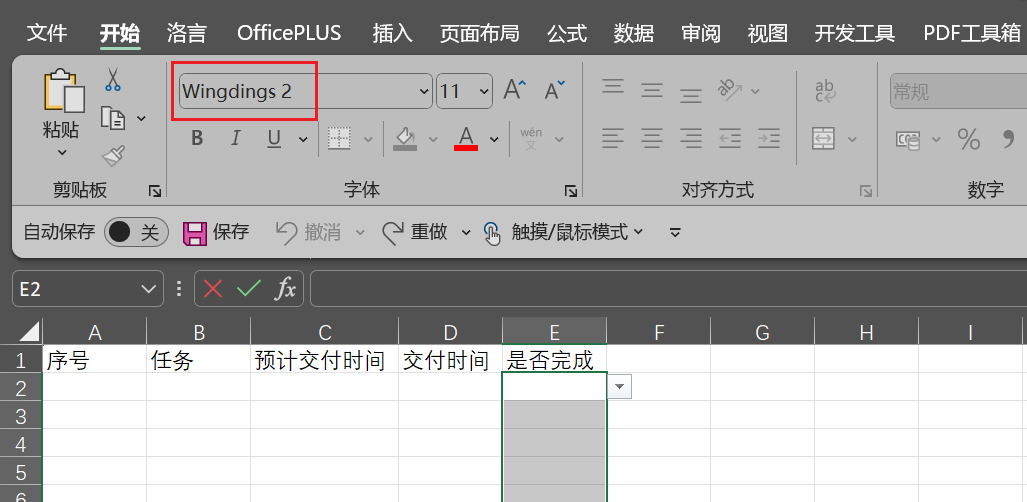 文件 开始 洛言 OfficePLUS 插入 页面布局 公式 数据 审阅 视图 开发工具 PDF工具箱
Wingdings 2 11 A A ab c 常规
粘贴 B I U A wén 文 %
剪贴板 字体 对齐方式 数字
自动保存 关 保存 撤消 重做 触摸/鼠标模式
E2 fx
A B C D E F G H I
1 序号 任务 预计交付时间 交付时间 是否完成
2
3
4
5
6